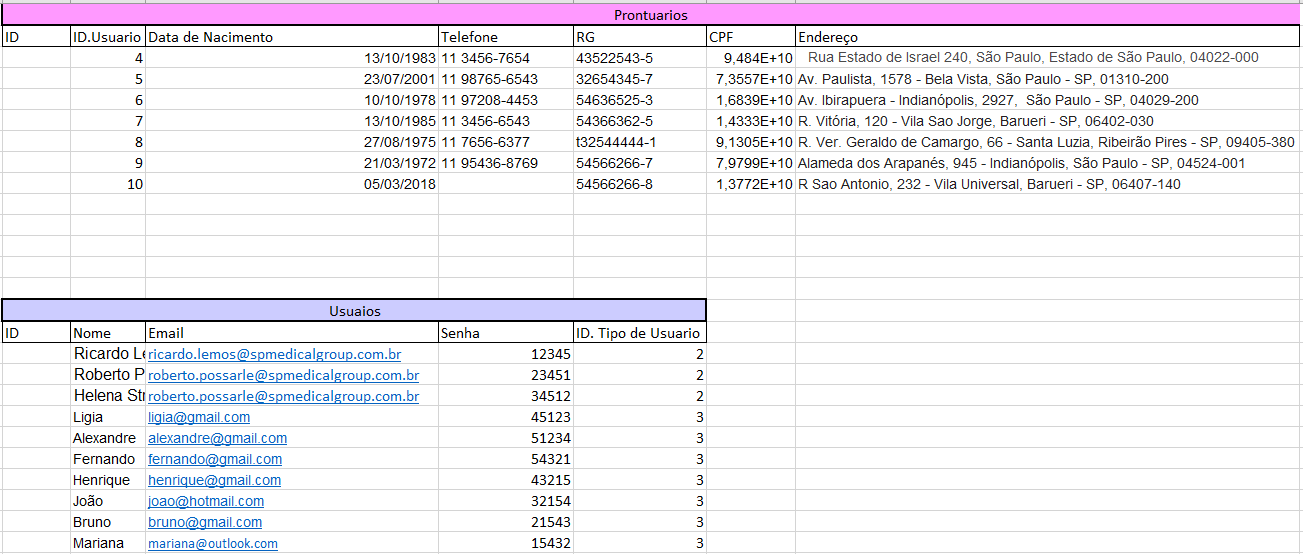 Prontuarios
ID ID.Usuario Data de Nacimento Telefone RG CPF Endereço
4 13/10/1983 11 3456-7654 43522543-5 9,484E+10 Rua Estado de Israel 240, São Paulo, Estado de São Paulo, 04022-000
5 23/07/2001 11 98765-6543 32654345-7 7,3557E+10 Av. Paulista, 1578 - Bela Vista, São Paulo - SP, 01310-200
6 10/10/1978 11 97208-4453 54636525-3 1,6839E+10 Av. Ibirapuera - Indianópolis, 2927, São Paulo - SP, 04029-200
7 13/10/1985 11 3456-6543 54366362-5 1,4333E+10 R. Vitória, 120 - Vila Sao Jorge, Barueri - SP, 06402-030
8 27/08/1975 11 7656-6377 t32544444-1 9,1305E+10 R. Ver. Geraldo de Camargo, 66 - Santa Luzia, Ribeirão Pires - SP, 09405-380
9 21/03/1972 11 95436-8769 54566266-7 7,9799E+10 Alameda dos Arapanés, 945 - Indianópolis, São Paulo - SP, 04524-001
10 05/03/2018 54566266-8 1,3772E+10 R Sao Antonio, 232 - Vila Universal, Barueri - SP, 06407-140
Usuaios
ID Nome Email Senha ID. Tipo de Usuario
Ricardo Le ricardo.lemos@spmedicalgroup.com.br 12345 2
Roberto P roberto.possarle@spmedicalgroup.com.br 23451 2
Helena Str roberto.possarle@spmedicalgroup.com.br 34512 2
Ligia ligia@gmail.com 45123 3
Alexandre alexandre@gmail.com 51234 3
Fernando fernando@gmail.com 54321 3
Henrique henrique@gmail.com 43215 3
João joao@hotmail.com 32154 3
Bruno bruno@gmail.com 21543 3
Mariana mariana@outlook.com 15432 3